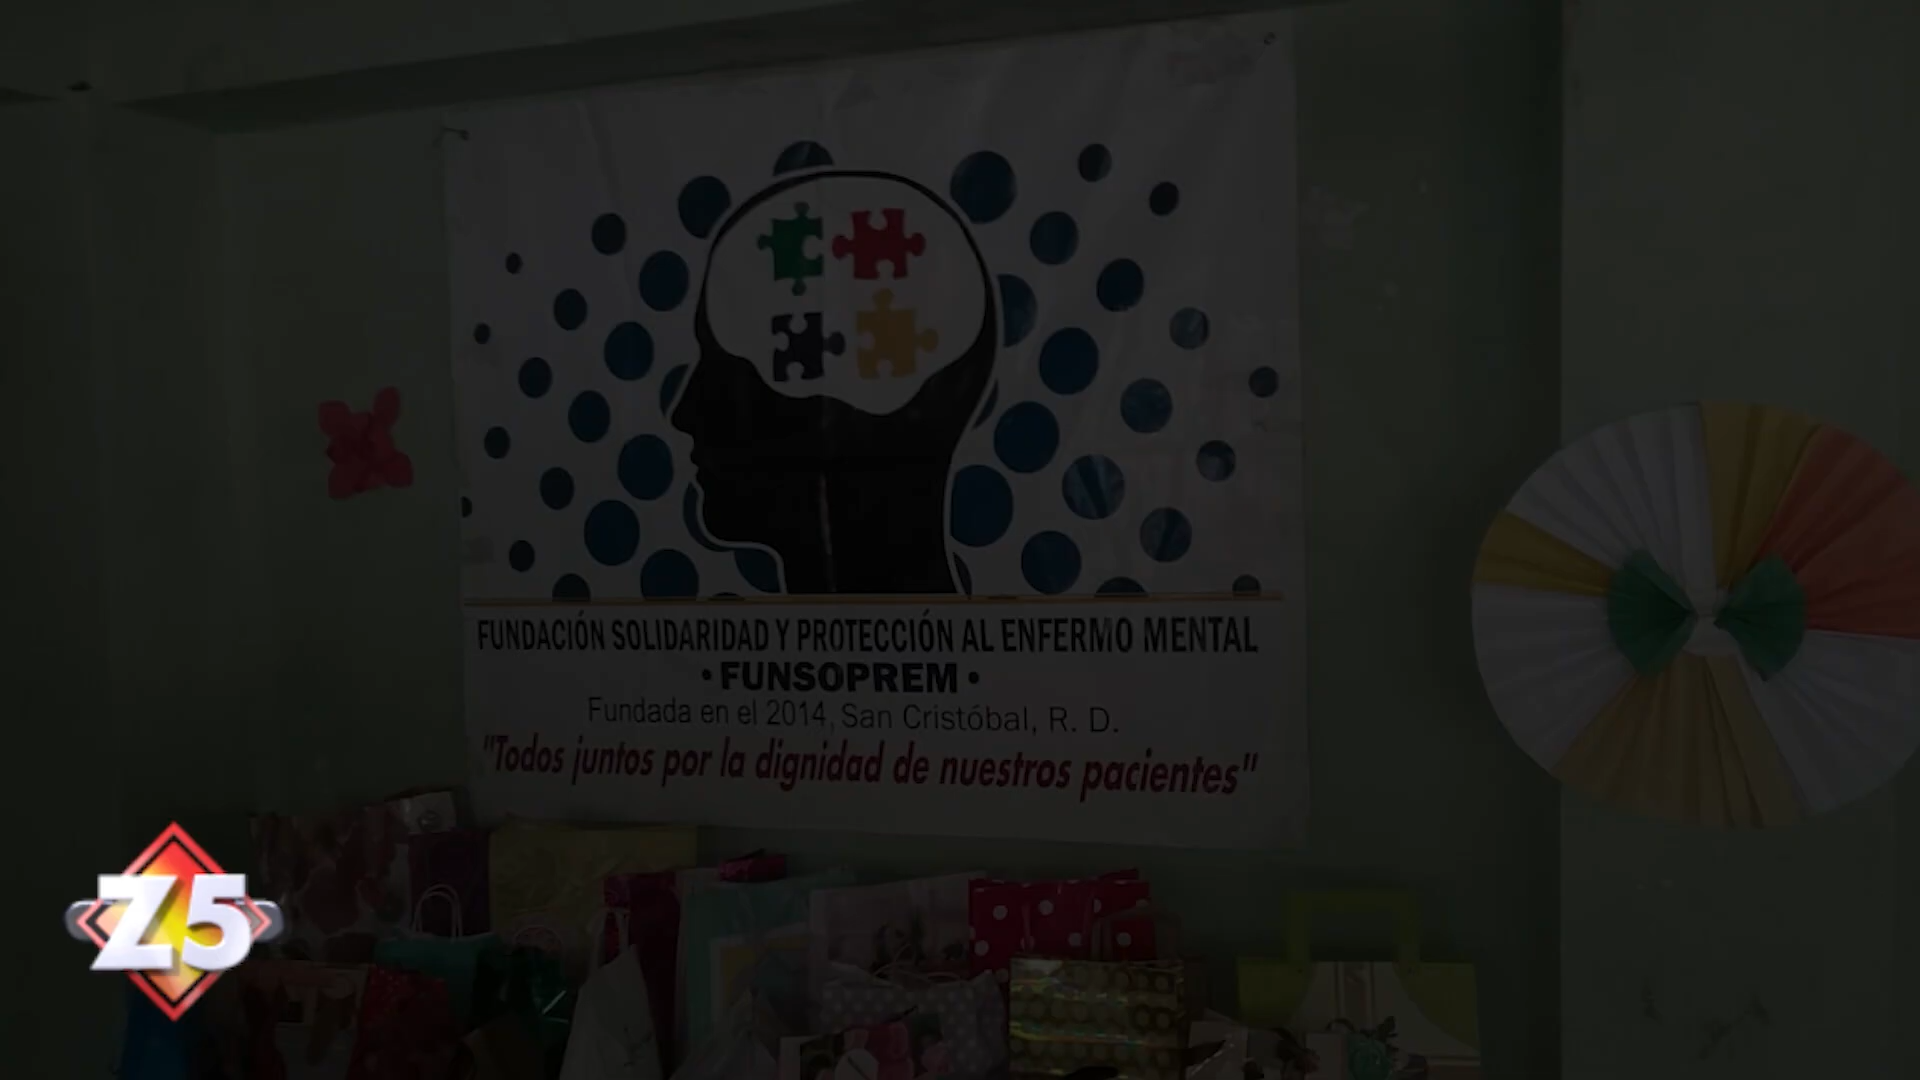 FUNDACIÓN SOLIDARIDAD Y PROTECCIÓN AL ENFERMO MENTAL
• FUNSOPREM •
Fundada en el 2014, San Cristóbal, R. D.
"Todos juntos por la dignidad de nuestros pacientes"
Z5